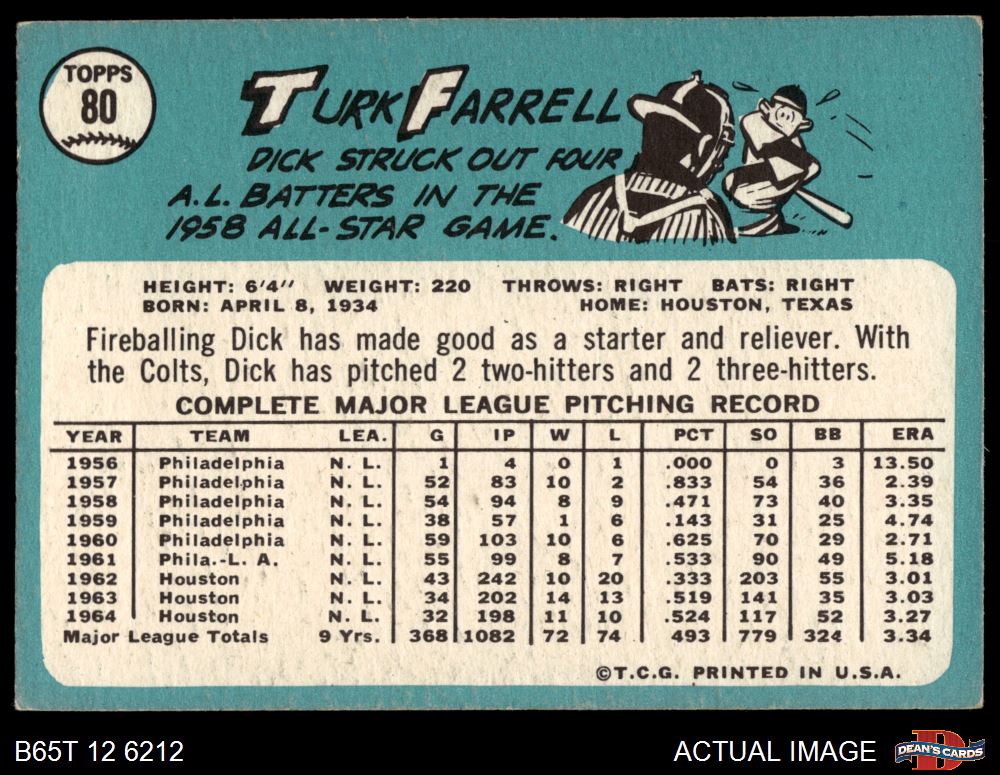 TOPPS
80
TURK FARRELL
DICK STRUCK OUT FOUR
A.L. BATTERS IN THE
1958 ALL-STAR GAME.
HEIGHT: 6'4" WEIGHT: 220 THROWS: RIGHT BATS: RIGHT
BORN: APRIL 8, 1934 HOME: HOUSTON, TEXAS
Fireballing Dick has made good as a starter and reliever. With
the Colts, Dick has pitched 2 two-hitters and 2 three-hitters.
COMPLETE MAJOR LEAGUE PITCHING RECORD
YEAR TEAM LEA. G IP W L PCT SO BB ERA
1956 Philadelphia N. L. 1 4 0 1 .000 0 3 13.50
1957 Philadelphia N. L. 52 83 10 2 .833 54 36 2.39
1958 Philadelphia N. L. 54 94 8 9 .471 73 40 3.35
1959 Philadelphia N. L. 38 57 1 6 .143 31 25 4.74
1960 Philadelphia N. L. 59 103 10 6 .625 70 29 2.71
1961 Phila.-L. A. N. L. 55 99 8 7 .533 90 49 5.18
1962 Houston N. L. 43 242 10 20 .333 203 55 3.01
1963 Houston N. L. 34 202 14 13 .519 141 35 3.03
1964 Houston N. L. 32 198 11 10 .524 117 52 3.27
Major League Totals 9 Yrs. 368 1082 72 74 493 779 324 3.34
©T.C.G. PRINTED IN U.S.A.
B65T 12 6212 ACTUAL IMAGE
D
DEAN'S CARDS